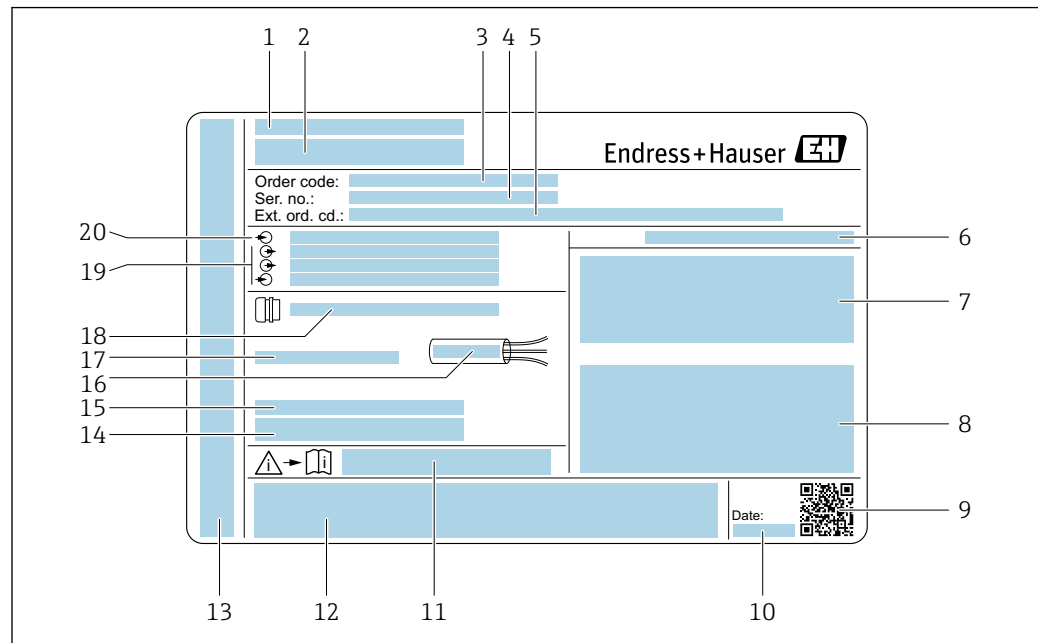 1 2 3 4 5
Endress+Hauser EH
Order code:
Ser. no.:
Ext. ord. cd.:
20
6
19
7
18
17
16
15
8
14
i i
9
Date:
13 12 11 10